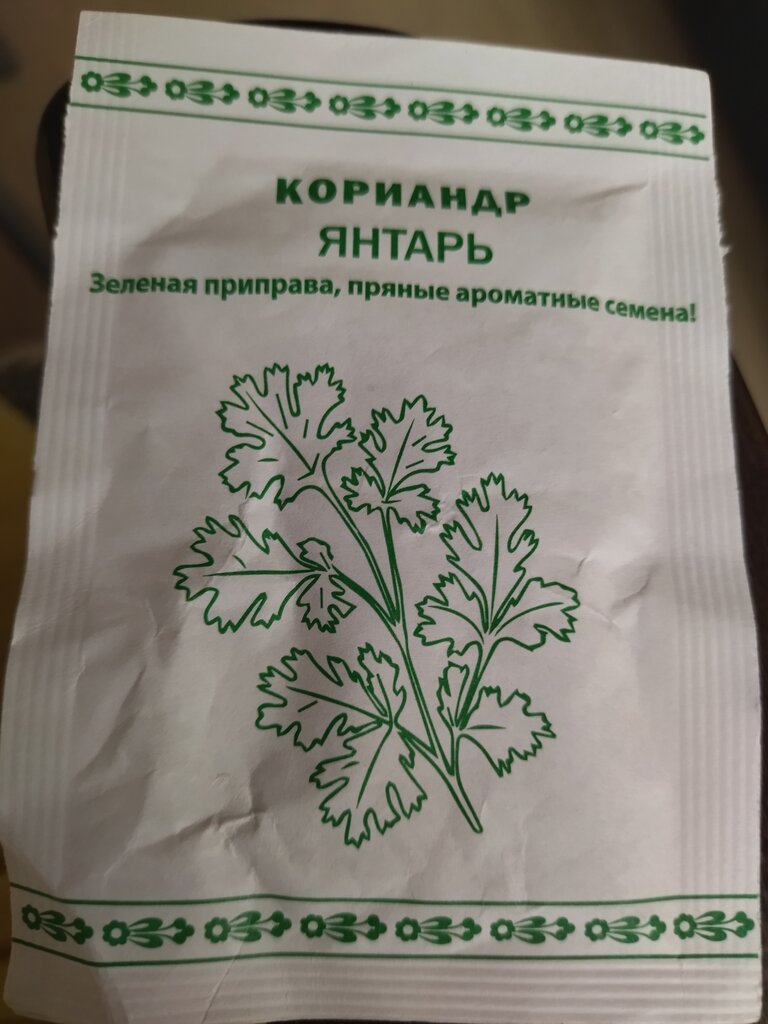 КОРИАНДР
ЯНТАРЬ
Зеленая приправа, пряные ароматные семена!